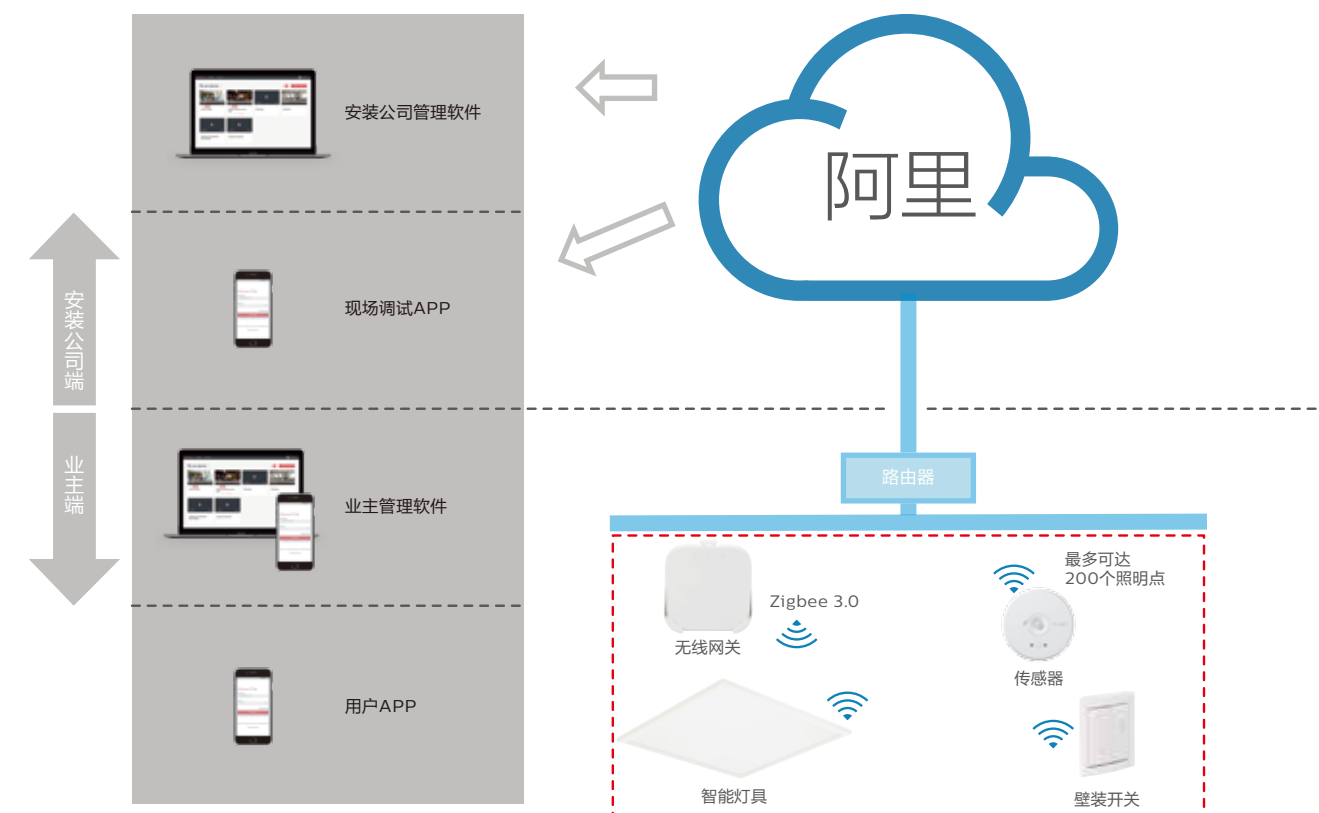 安装公司管理软件
阿里
现场调试APP
安装公司端
业主端
业主管理软件
路由器
最多可达
200个照明点
Zigbee 3.0
无线网关
传感器
用户APP
智能灯具
壁装开关